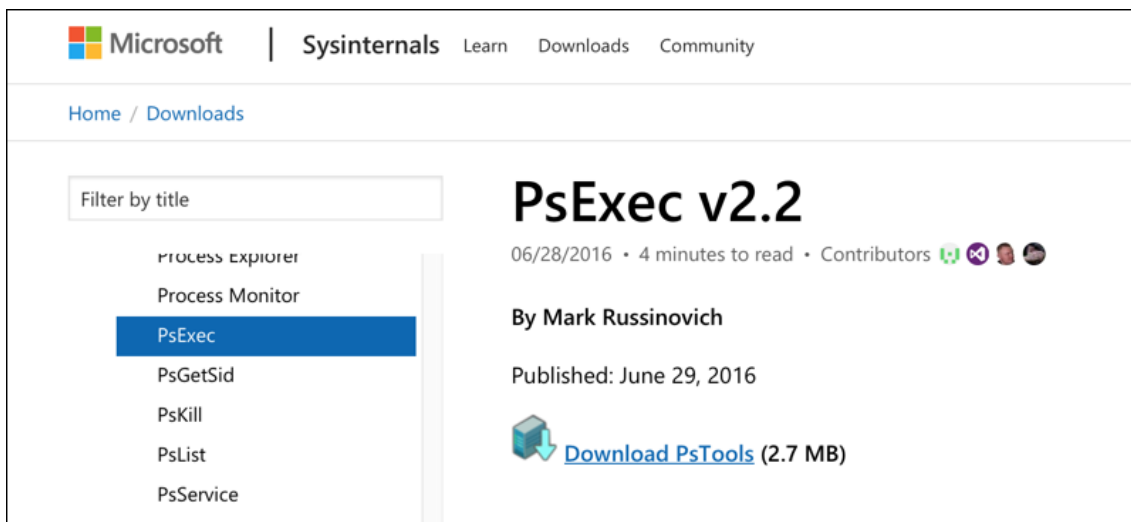 Microsoft | Sysinternals Learn Downloads Community
Home / Downloads
Filter by title
Process Explorer
Process Monitor
PsExec
PsGetSid
PsKill
PsList
PsService
PsExec v2.2
06/28/2016 • 4 minutes to read • Contributors
By Mark Russinovich
Published: June 29, 2016
Download PsTools (2.7 MB)